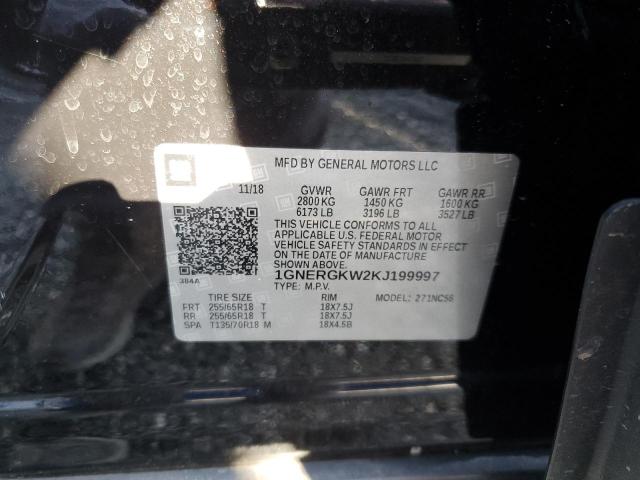 GM
MFD BY GENERAL MOTORS LLC
11/18 GVWR GAWR FRT GAWR RR
2800 KG 1450 KG 1600 KG
6173 LB 3196 LB 3527 LB
THIS VEHICLE CONFORMS TO ALL
APPLICABLE U.S. FEDERAL MOTOR
VEHICLE SAFETY STANDARDS IN EFFECT
ON THE DATE OF MANUFACTURE
SHOWN ABOVE.
384A 1GNERGKW2KJ199997
TYPE: M.P.V. MODEL: 271NC56
TIRE SIZE RIM
FRT 255/65R18 T 18X7.5J
RR 255/65R18 T 18X7.5J
SPA T135/70R18 M 18X4.5B